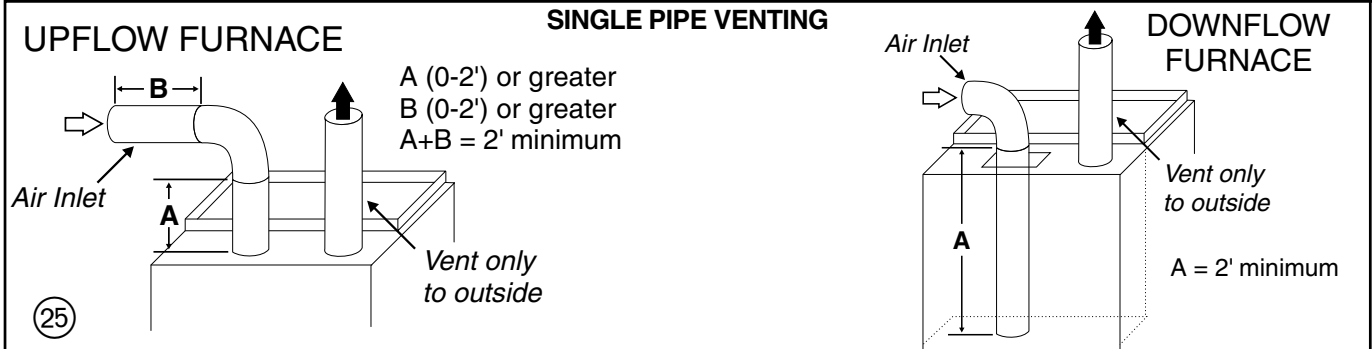 SINGLE PIPE VENTING
UPFLOW FURNACE
B
A (0-2') or greater
B (0-2') or greater
A+B = 2' minimum
Air Inlet
A
Vent only
to outside
25
DOWNFLOW
FURNACE
Air Inlet
Vent only
to outside
A
A = 2' minimum